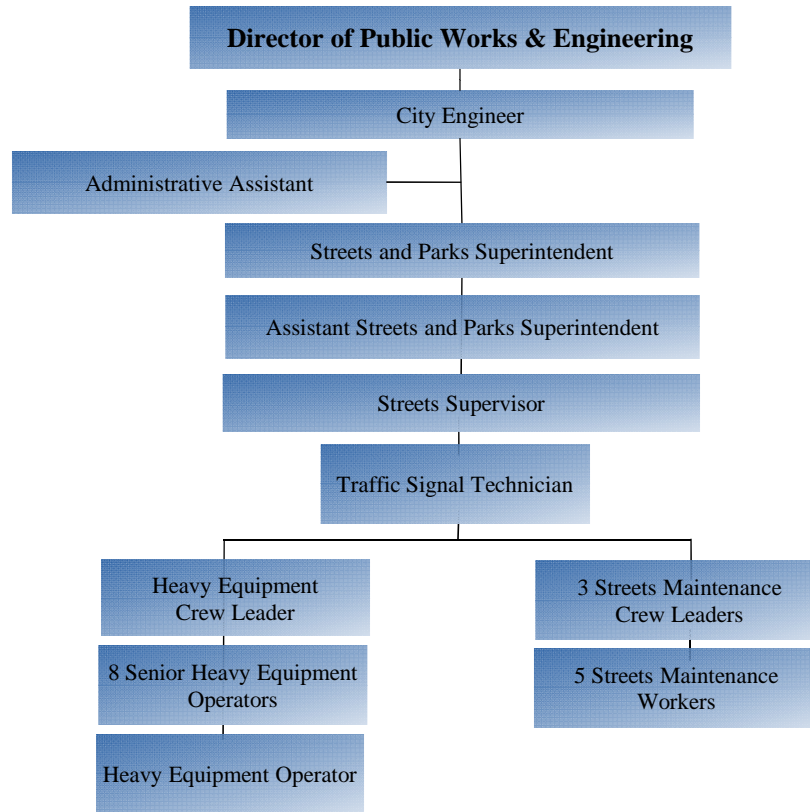 Director of Public Works & Engineering
City Engineer
Administrative Assistant
Streets and Parks Superintendent
Assistant Streets and Parks Superintendent
Streets Supervisor
Traffic Signal Technician
Heavy Equipment
Crew Leader
8 Senior Heavy Equipment
Operators
Heavy Equipment Operator
3 Streets Maintenance
Crew Leaders
5 Streets Maintenance
Workers